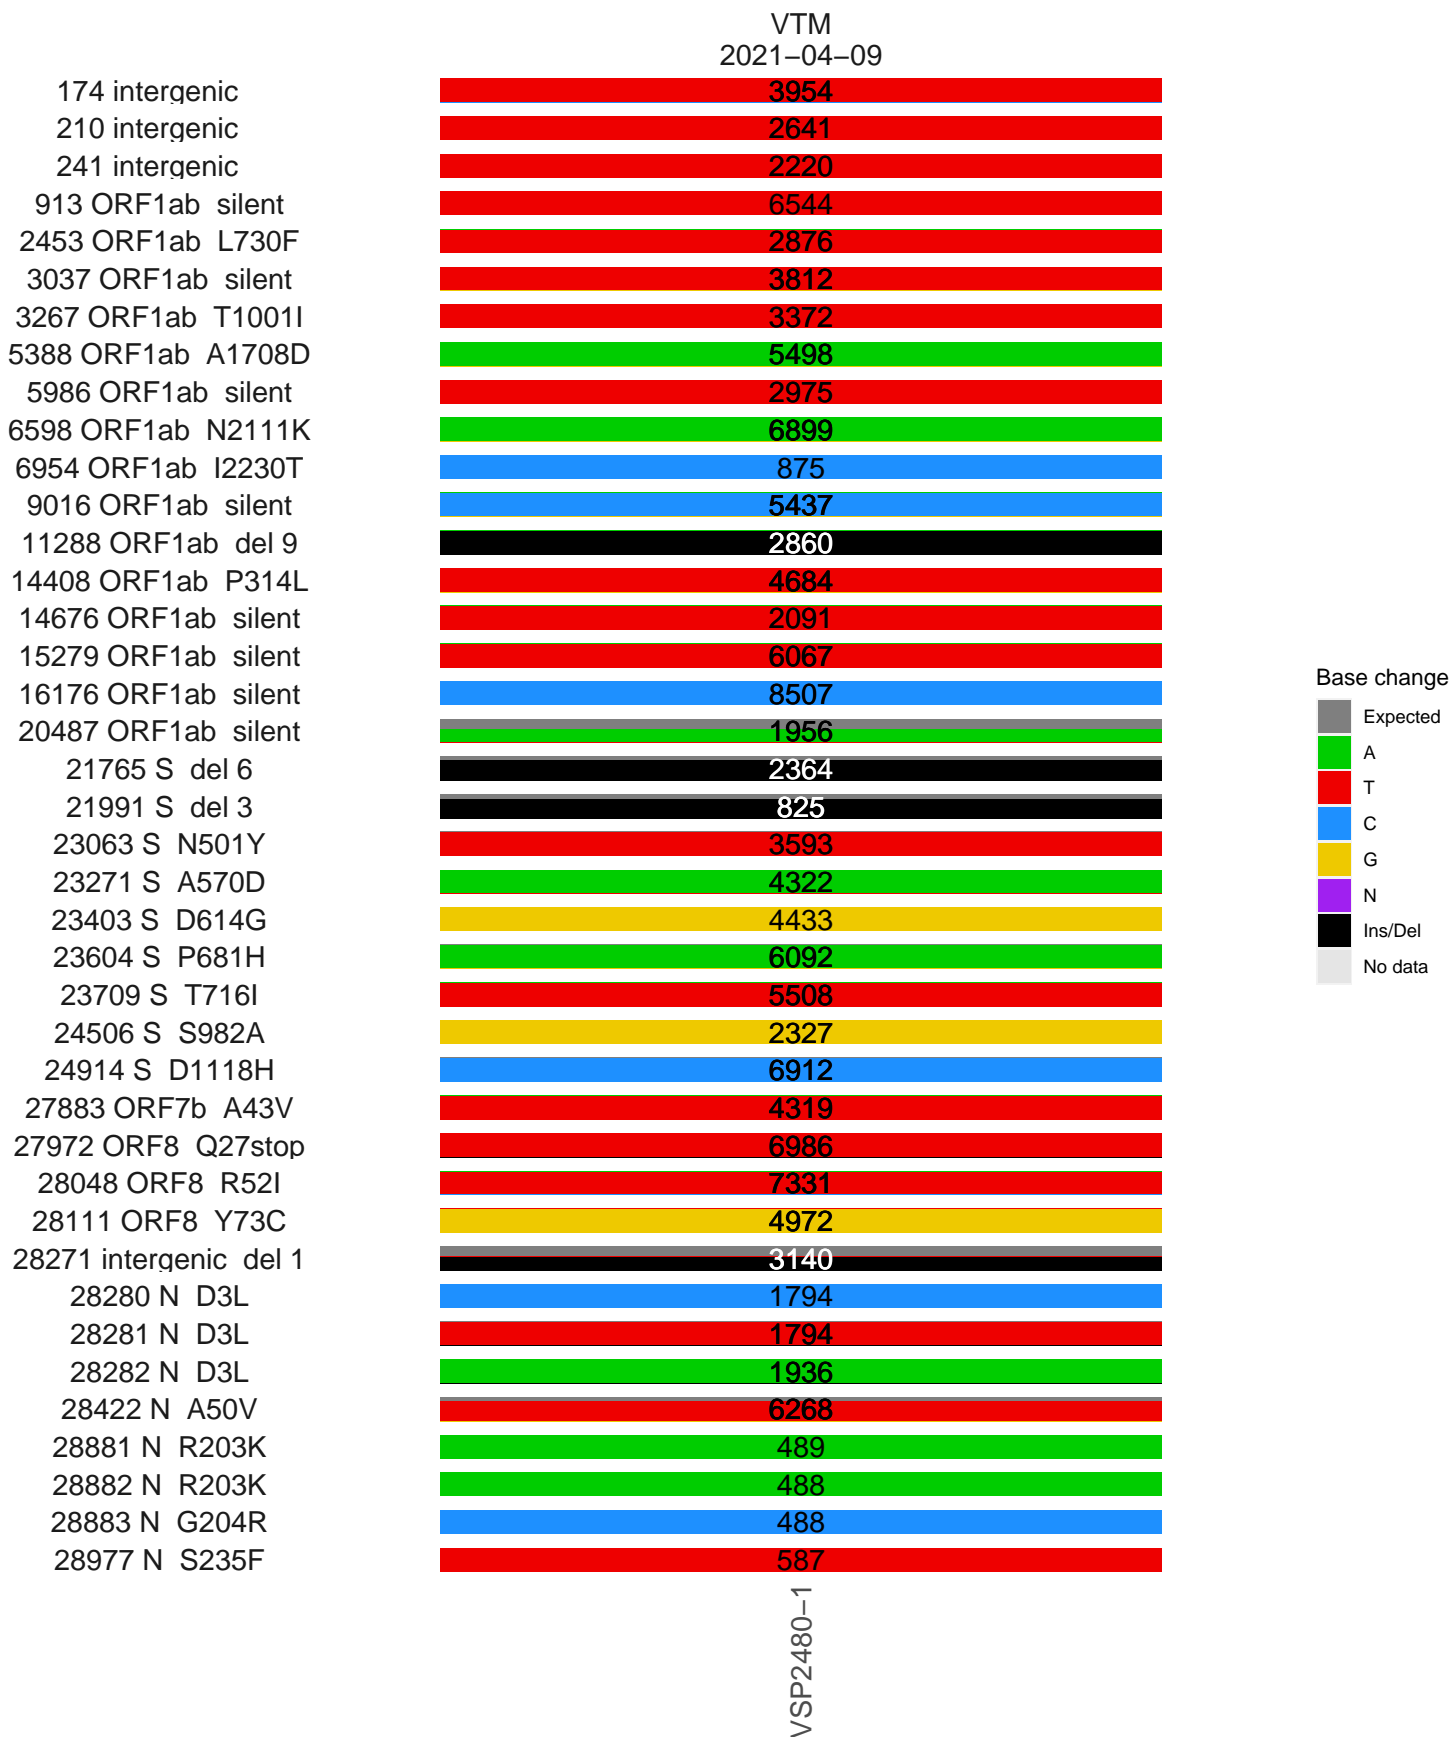 VTM
2021−04−09
174 intergenic 3954
210 intergenic 2641
241 intergenic 2220
913 ORF1ab silent 6544
2453 ORF1ab L730F 2876
3037 ORF1ab silent 3812
3267 ORF1ab T1001I 3372
5388 ORF1ab A1708D 5498
5986 ORF1ab silent 2975
6598 ORF1ab N2111K 6899
6954 ORF1ab I2230T 875
9016 ORF1ab silent 5437
11288 ORF1ab del 9 2860
14408 ORF1ab P314L 4684
14676 ORF1ab silent 2091
15279 ORF1ab silent 6067
16176 ORF1ab silent 8507
20487 ORF1ab silent 1956
21765 S del 6 2364
21991 S del 3 825
23063 S N501Y 3593
23271 S A570D 4322
23403 S D614G 4433
23604 S P681H 6092
23709 S T716I 5508
24506 S S982A 2327
24914 S D1118H 6912
27883 ORF7b A43V 4319
27972 ORF8 Q27stop 6986
28048 ORF8 R52I 7331
28111 ORF8 Y73C 4972
28271 intergenic del 1 3140
28280 N D3L 1794
28281 N D3L 1794
28282 N D3L 1936
28422 N A50V 6268
28881 N R203K 489
28882 N R203K 488
28883 N G204R 488
28977 N S235F 587
VSP2480−1
Base change
Expected
A
T
C
G
N
Ins/Del
No data